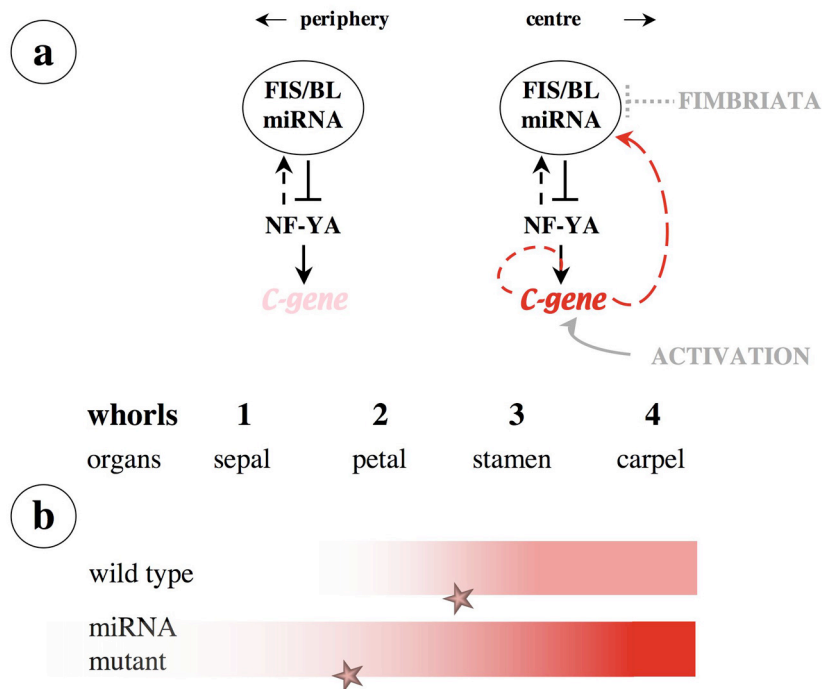 periphery centre
a
FIS/BL FIS/BL
miRNA miRNA FIMBRIATA
NF-YA NF-YA
C-gene C-gene
ACTIVATION
whorls 1 2 3 4
organs sepal petal stamen carpel
b
wild type
miRNA
mutant